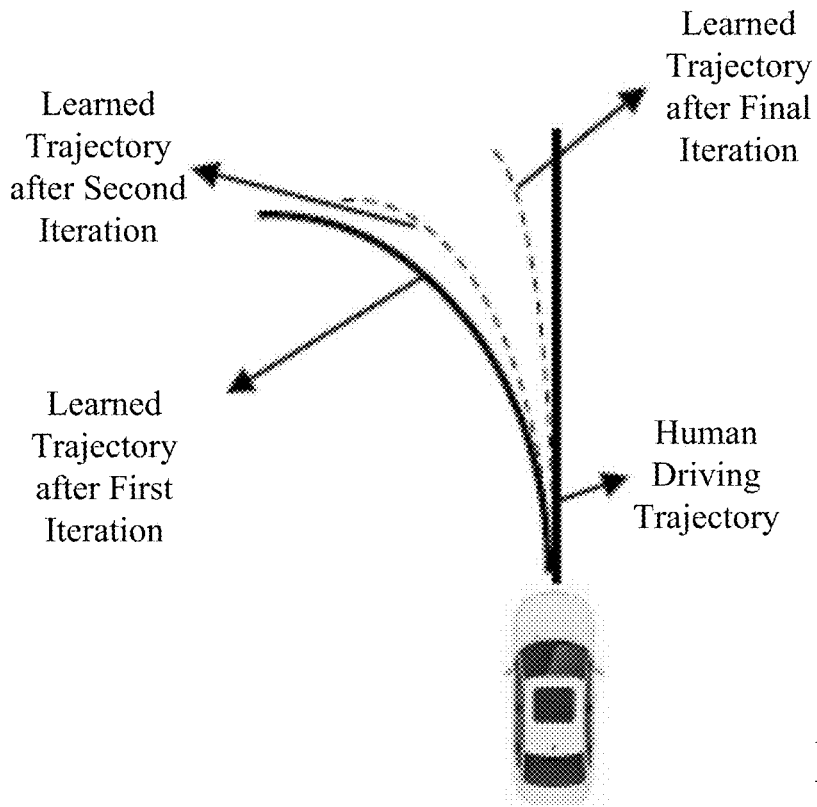 Learned
Trajectory
after Final
Iteration
Learned
Trajectory
after Second
Iteration
Learned
Trajectory
after First
Iteration
Human
Driving
Trajectory